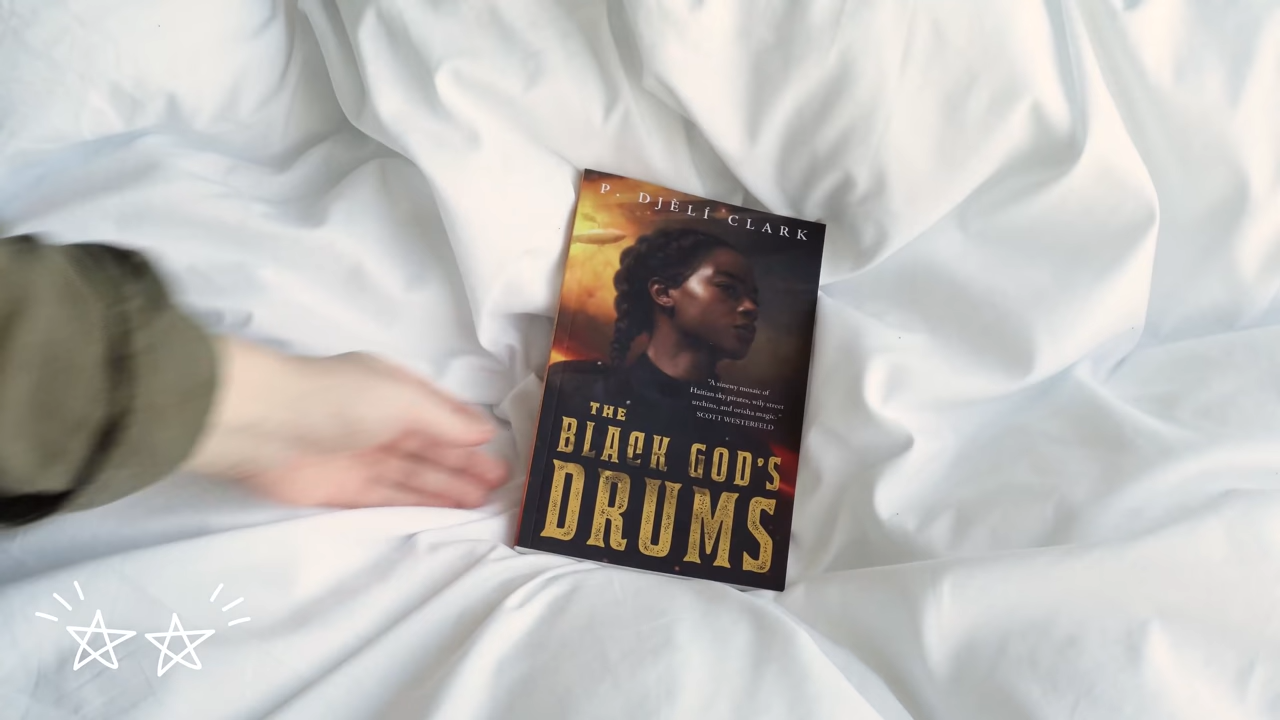 P. DJÈLÍ CLARK
"A sinewy mosaic of
Haitian sky pirates, wily street
urchins, and orisha magic."
SCOTT WESTERFELD
THE
BLACK GOD'S
DRUMS